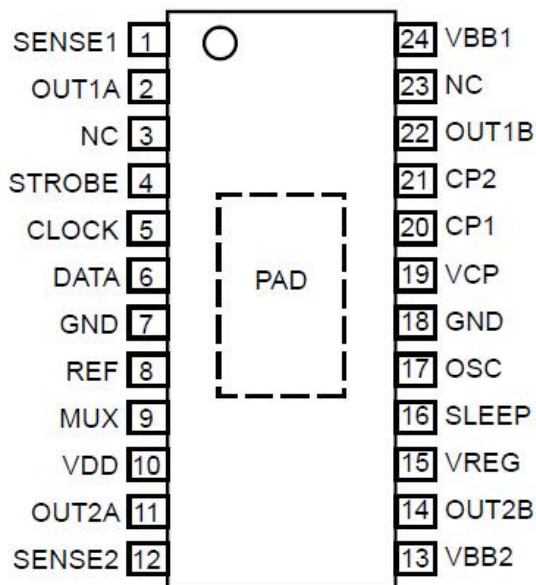 SENSE1 1 24 VBB1
OUT1A 2 23 NC
NC 3 22 OUT1B
STROBE 4 21 CP2
CLOCK 5 20 CP1
DATA 6 PAD 19 VCP
GND 7 18 GND
REF 8 17 OSC
MUX 9 16 SLEEP
VDD 10 15 VREG
OUT2A 11 14 OUT2B
SENSE2 12 13 VBB2